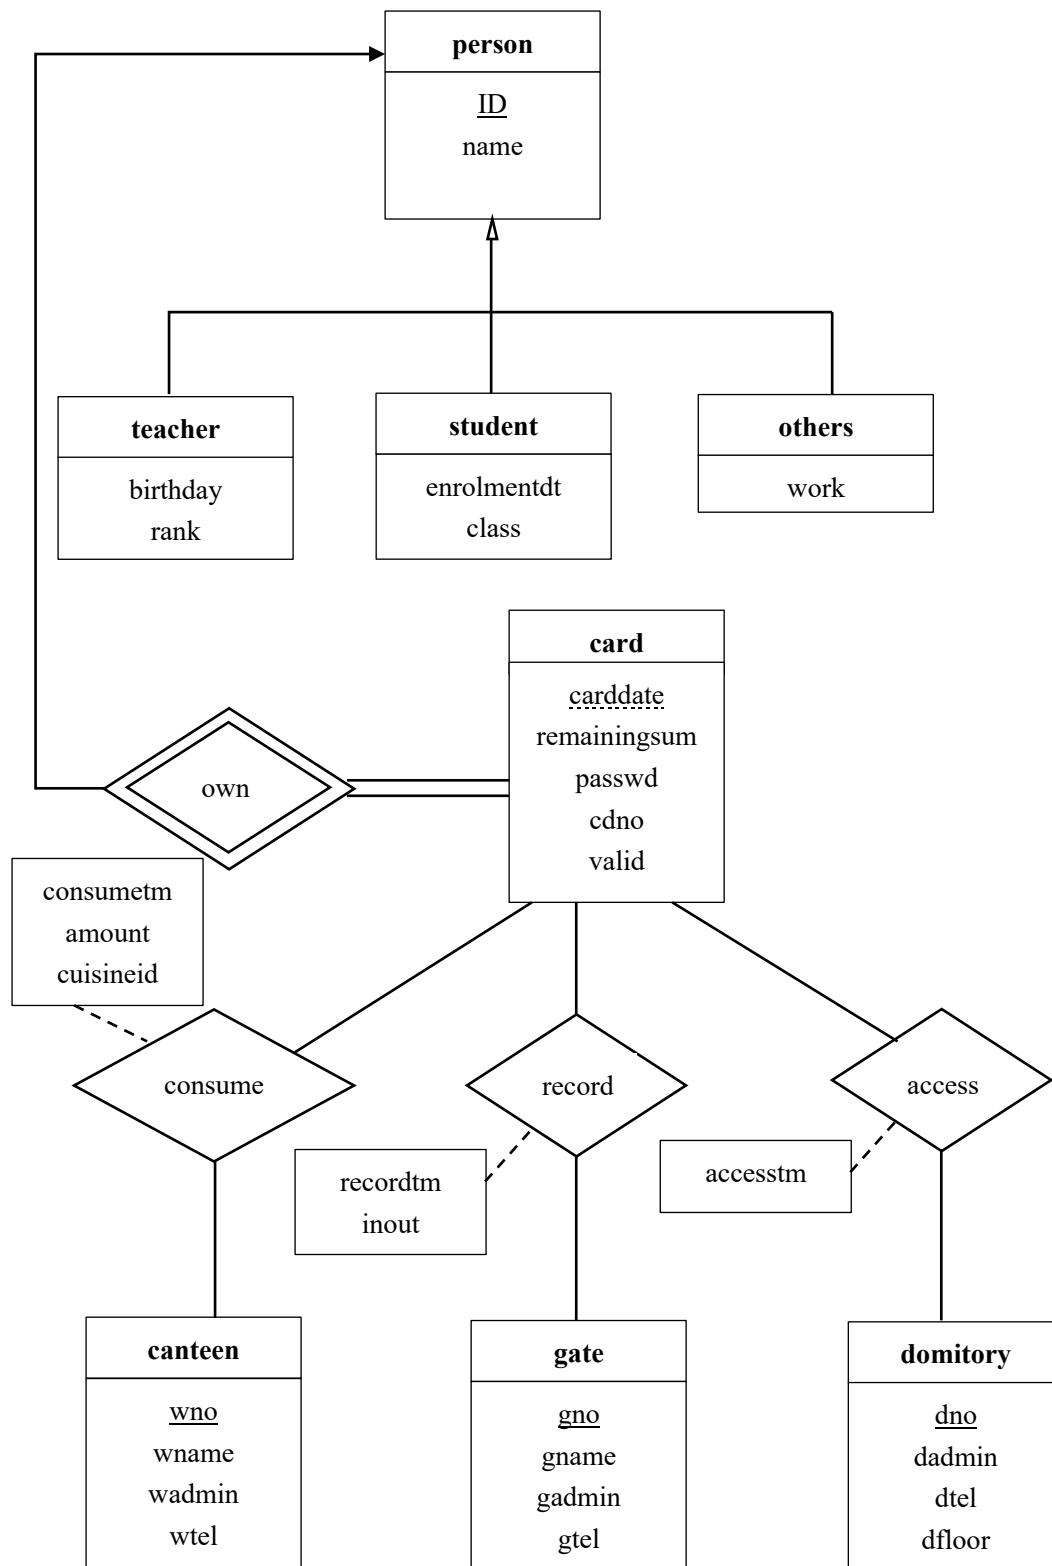 person
ID
name
teacher
birthday
rank
student
enrolmentdt
class
others
work
card
carddate
remainingsum
passwd
cdno
valid
own
consumetm
amount
cuisineid
consume
record
access
recordtm
inout
accesstm
canteen
wno
wname
wadmin
wtel
gate
gno
gname
gadmin
gtel
domitory
dno
dadmin
dtel
dfloor